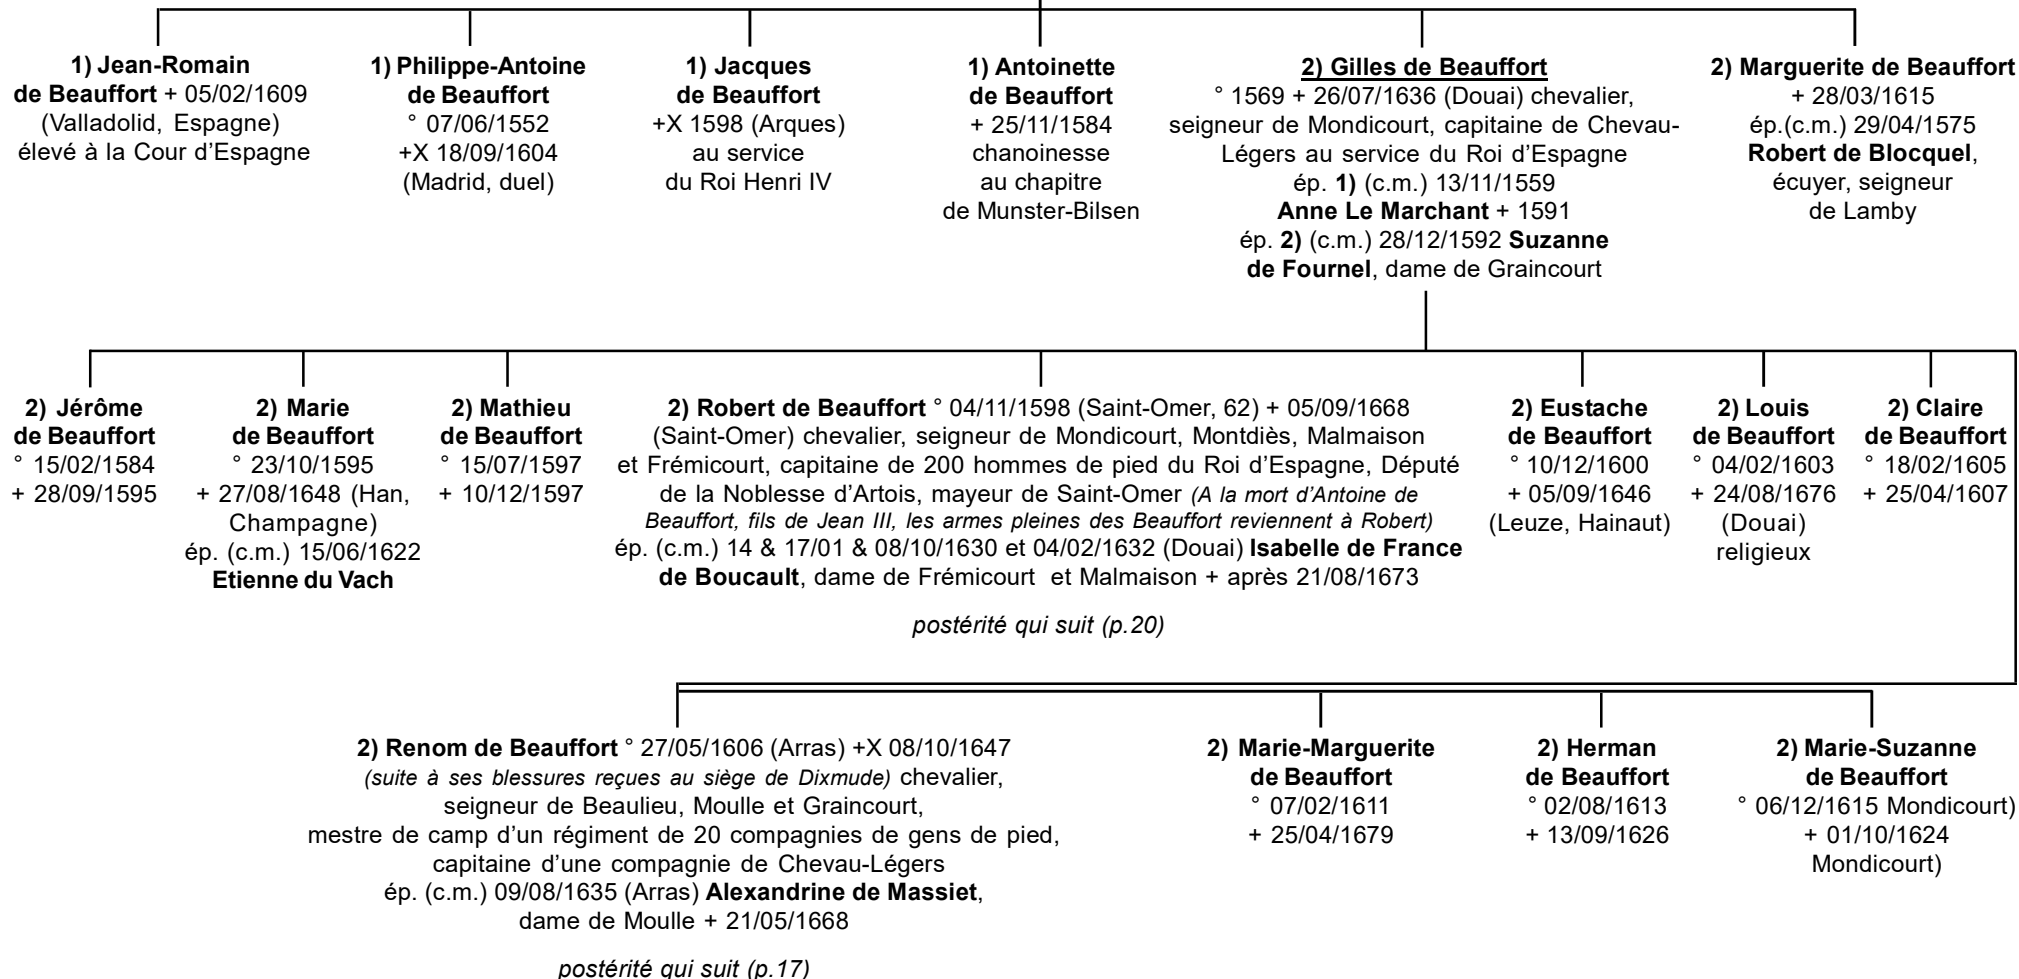 1) Jean-Romain
de Beauffort + 05/02/1609
(Valladolid, Espagne)
élevé à la Cour d’Espagne
1) Philippe-Antoine
de Beauffort
° 07/06/1552
+X 18/09/1604
(Madrid, duel)
1) Jacques
de Beauffort
+X 1598 (Arques)
au service
du Roi Henri IV
1) Antoinette
de Beauffort
+ 25/11/1584
chanoinesse
au chapitre
de Munster-Bilsen
2) Gilles de Beauffort
° 1569 + 26/07/1636 (Douai) chevalier,
seigneur de Mondicourt, capitaine de Chevau-
Légers au service du Roi d’Espagne
ép. 1) (c.m.) 13/11/1559
Anne Le Marchant + 1591
ép. 2) (c.m.) 28/12/1592 Suzanne
de Fournel, dame de Graincourt
2) Marguerite de Beauffort
+ 28/03/1615
ép.(c.m.) 29/04/1575
Robert de Blocquel,
écuyer, seigneur
de Lamby
2) Jérôme
de Beauffort
° 15/02/1584
+ 28/09/1595
2) Marie
de Beauffort
° 23/10/1595
+ 27/08/1648 (Han,
Champagne)
ép. (c.m.) 15/06/1622
Etienne du Vach
2) Mathieu
de Beauffort
° 15/07/1597
+ 10/12/1597
2) Robert de Beauffort ° 04/11/1598 (Saint-Omer, 62) + 05/09/1668
(Saint-Omer) chevalier, seigneur de Mondicourt, Montdiès, Malmaison
et Frémicourt, capitaine de 200 hommes de pied du Roi d’Espagne, Député
de la Noblesse d’Artois, mayeur de Saint-Omer (A la mort d’Antoine de
Beauffort, fils de Jean III, les armes pleines des Beauffort reviennent à Robert)
ép. (c.m.) 14 & 17/01 & 08/10/1630 et 04/02/1632 (Douai) Isabelle de France
de Boucault, dame de Frémicourt et Malmaison + après 21/08/1673
postérité qui suit (p.20)
2) Eustache
de Beauffort
° 10/12/1600
+ 05/09/1646
(Leuze, Hainaut)
2) Louis
de Beauffort
° 04/02/1603
+ 24/08/1676
(Douai)
religieux
2) Claire
de Beauffort
° 18/02/1605
+ 25/04/1607
2) Renom de Beauffort ° 27/05/1606 (Arras) +X 08/10/1647
(suite à ses blessures reçues au siège de Dixmude) chevalier,
seigneur de Beaulieu, Moulle et Graincourt,
mestre de camp d’un régiment de 20 compagnies de gens de pied,
capitaine d’une compagnie de Chevau-Légers
ép. (c.m.) 09/08/1635 (Arras) Alexandrine de Massiet,
dame de Moulle + 21/05/1668
postérité qui suit (p.17)
2) Marie-Marguerite
de Beauffort
° 07/02/1611
+ 25/04/1679
2) Herman
de Beauffort
° 02/08/1613
+ 13/09/1626
2) Marie-Suzanne
de Beauffort
° 06/12/1615 Mondicourt)
+ 01/10/1624
Mondicourt)